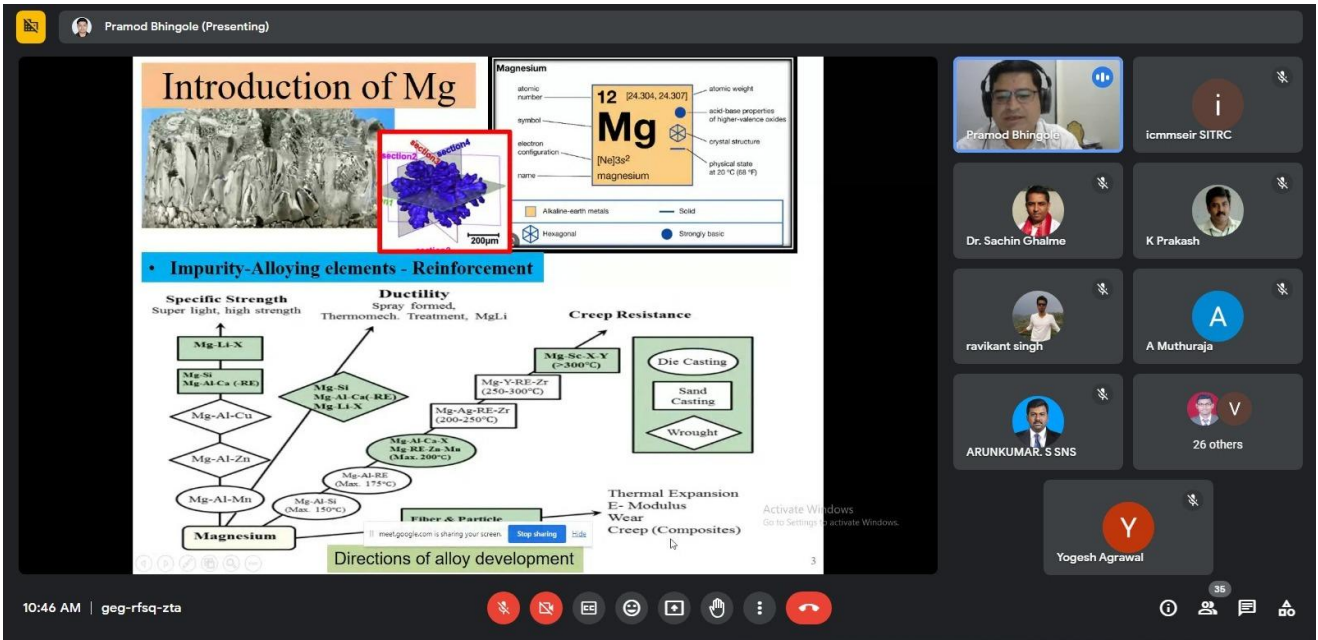 Pramod Bhingole (Presenting)
Introduction of Mg
section2
section3
section4
200μm
Magnesium
atomic
number
symbol
electron
configuration
name
12 [24.304, 24.307]
Mg
[Ne]3s²
magnesium
atomic weight
acid-base properties
of higher-valence oxides
crystal structure
physical state
at 20 °C (68 °F)
Alkaline-earth metals
Solid
Hexagonal
Strongly basic
• Impurity-Alloying elements - Reinforcement
Specific Strength
Super light, high strength
Ductility
Spray formed,
Thermomech. Treatment, MgLi
Creep Resistance
Mg-Li-X
Mg-Si
Mg-Al-Ca (-RE)
Mg-Al-Cu
Mg-Al-Zn
Mg-Al-Mn
Magnesium
Mg-Si
Mg-Al-Ca(-RE)
Mg-Li-X
Mg-Sc-X-Y
(>300°C)
Mg-Y-RE-Zr
(250-300°C)
Mg-Ag-RE-Zr
(200-250°C)
Mg-Al-Ca-X
Mg-RE-Zn-Mn
(Max. 200°C)
Mg-Al-RE
(Max. 175°C)
Mg-Al-Si
(Max. 150°C)
Die Casting
Sand
Casting
Wrought
Fiber & Particle
Thermal Expansion
E- Modulus
Wear
Creep (Composites)
meet.google.com is sharing your screen. Stop sharing Hide
Directions of alloy development
3
Activate Windows
Go to Settings to activate Windows.
Pramod Bhingole
i
icmmseir SITRC
Dr. Sachin Ghalme
K Prakash
ravikant singh
A
A Muthuraja
ARUNKUMAR. S SNS
V
26 others
Y
Yogesh Agrawal
10:46 AM | geg-rfsq-zta
CC
35